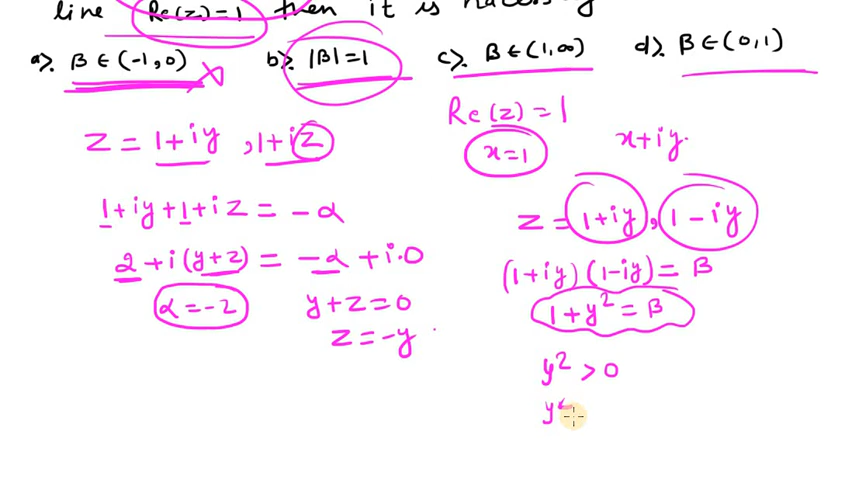 line Re(z)=1 then it is necessary
a). β ∈ (-1,0) b). |β|=1 c). β ∈ (1,∞) d). β ∈ (0,1)
z = 1+iy , 1+iz
1+iy+1+iz = -α
2+i(y+z) = -α+i.0
α=-2 y+z=0
z=-y
Re(z)=1
x=1 x+iy.
z = 1+iy, 1-iy
(1+iy)(1-iy)= β
1+y²=β
y² > 0
y